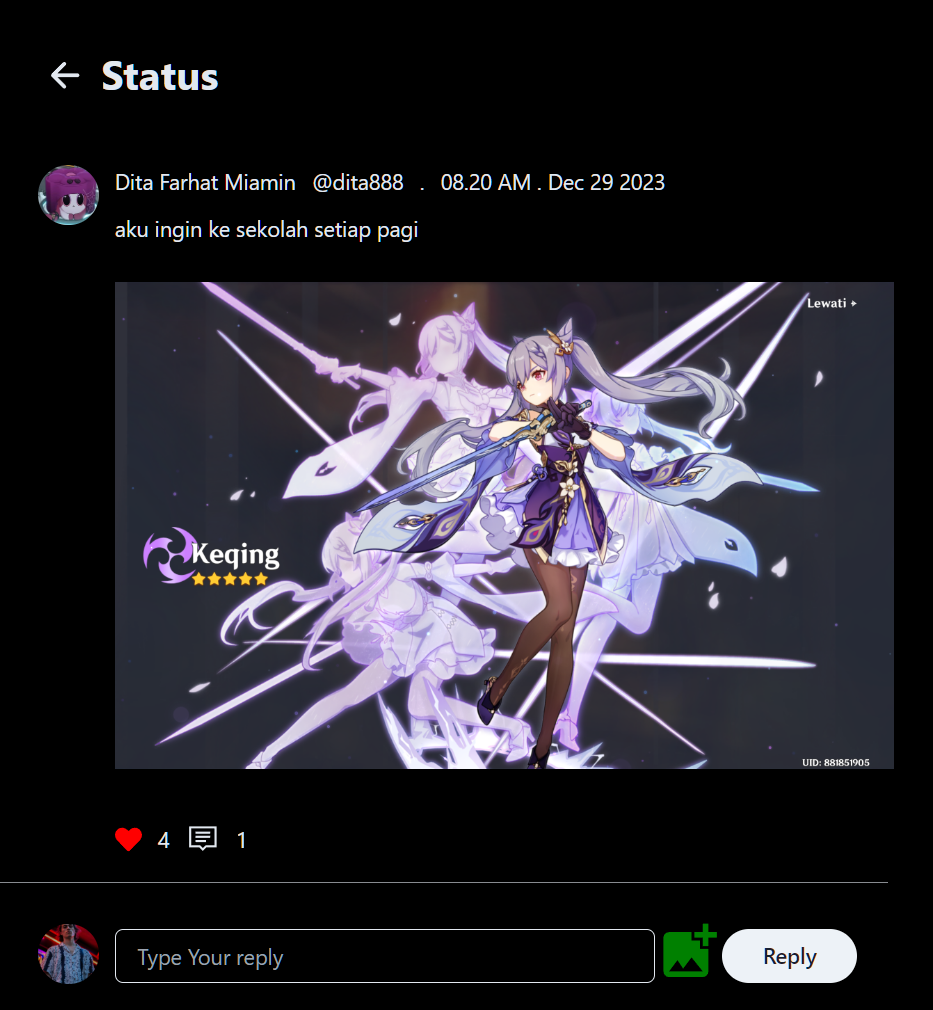 Status
Dita Farhat Miamin @dita888 . 08.20 AM . Dec 29 2023
aku ingin ke sekolah setiap pagi
Lewati
Keqing
UID: 881851905
4 1
Type Your reply
Reply